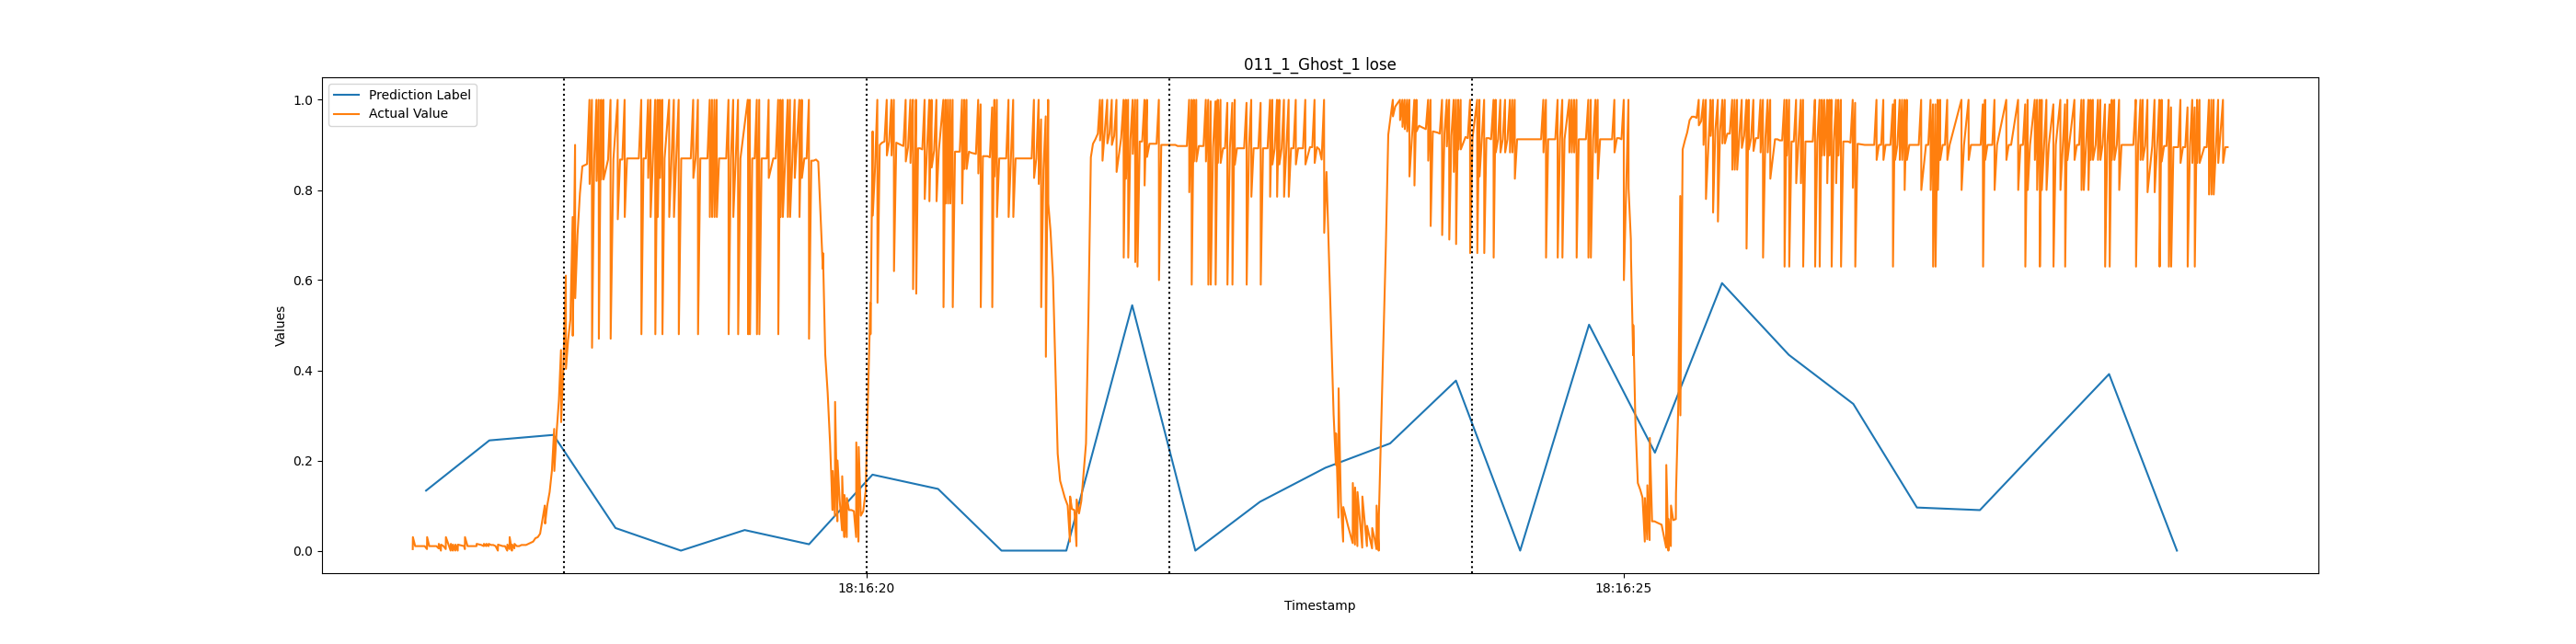 011_1_Ghost_1 lose
Prediction Label
Actual Value
1.0
0.8
0.6
0.4
0.2
0.0
Values
18:16:20
18:16:25
Timestamp